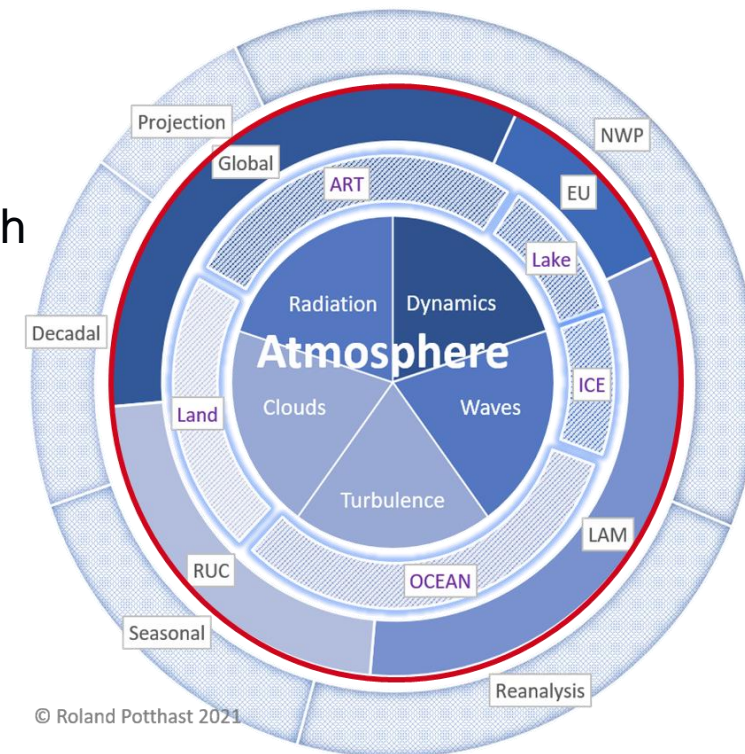 Projection
Global
NWP
ART
EU
h
Lake
Radiation
Dynamics
Decadal
Atmosphere
ICE
Land
Clouds
Waves
Turbulence
LAM
RUC
OCEAN
Seasonal
Reanalysis
© Roland Potthast 2021